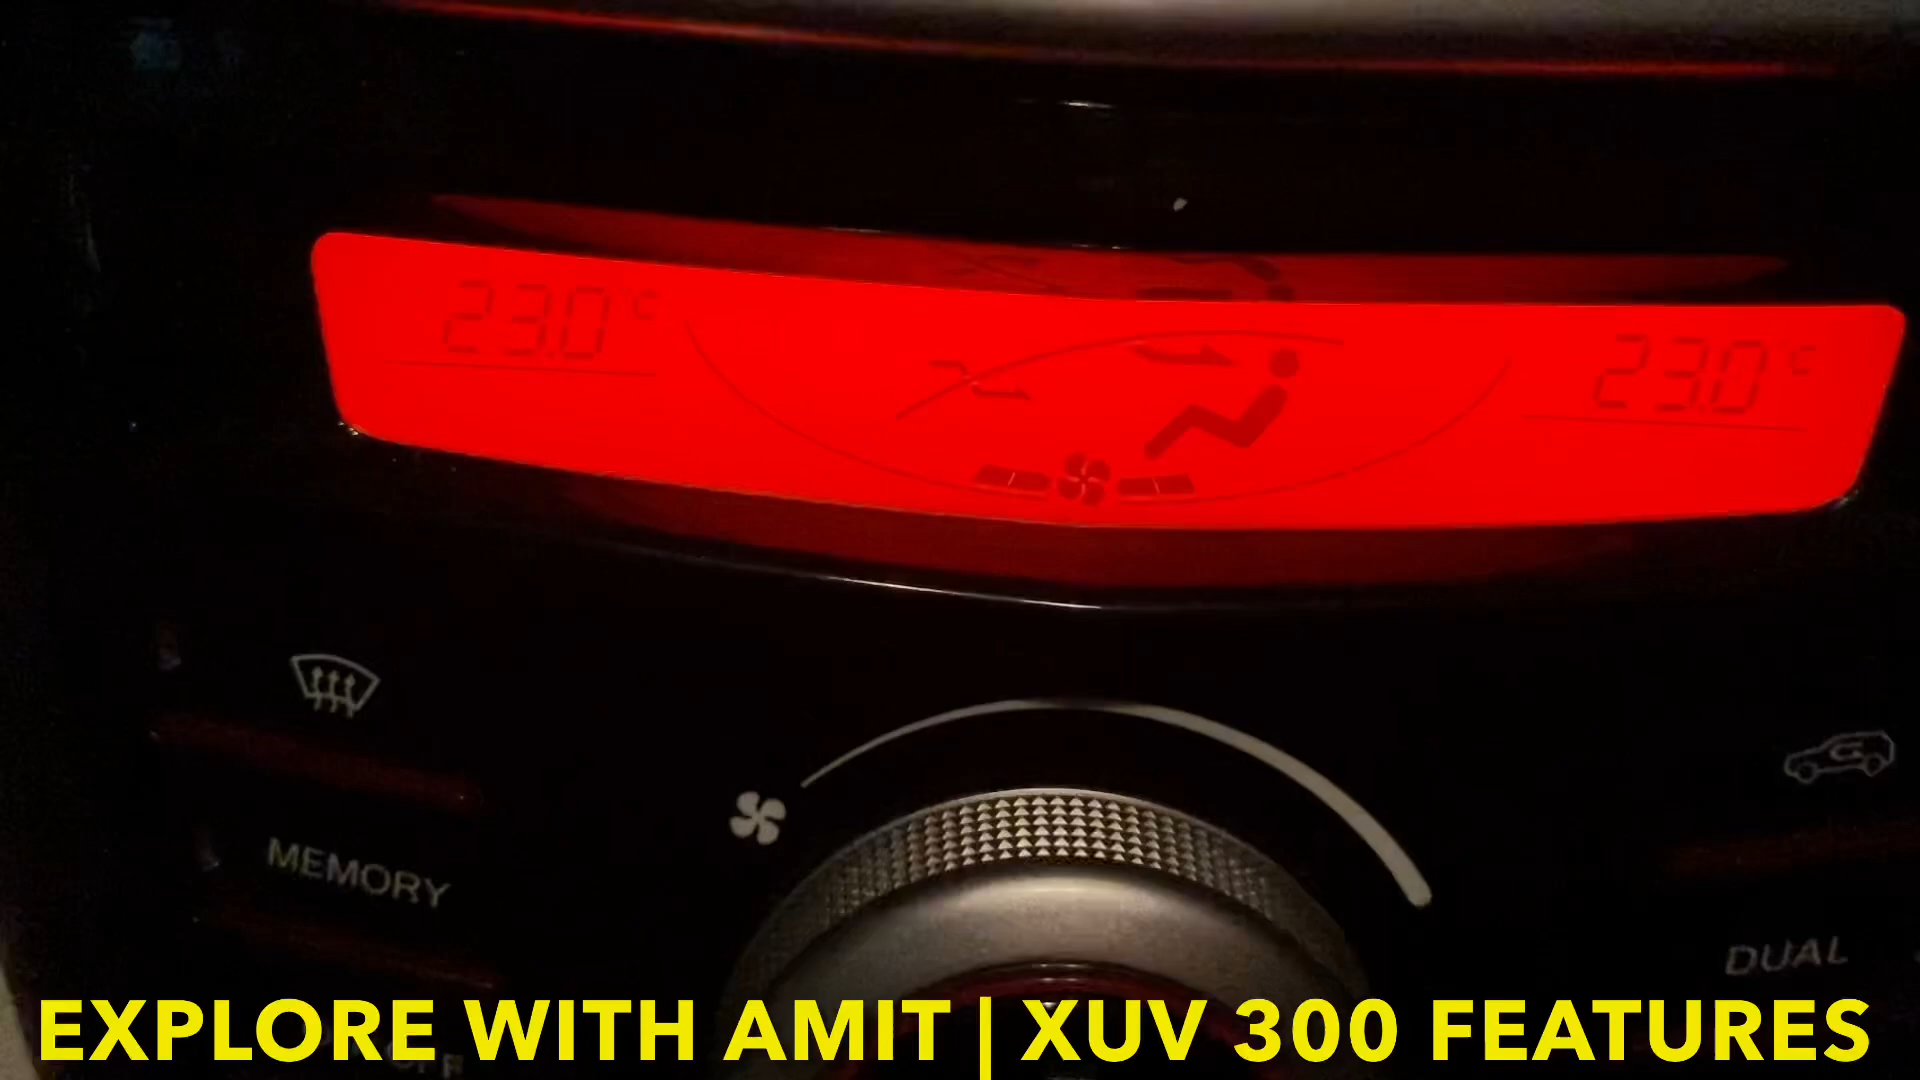 23.0°C
23.0°C
MEMORY
DUAL
EXPLORE WITH AMIT | XUV 300 FEATURES